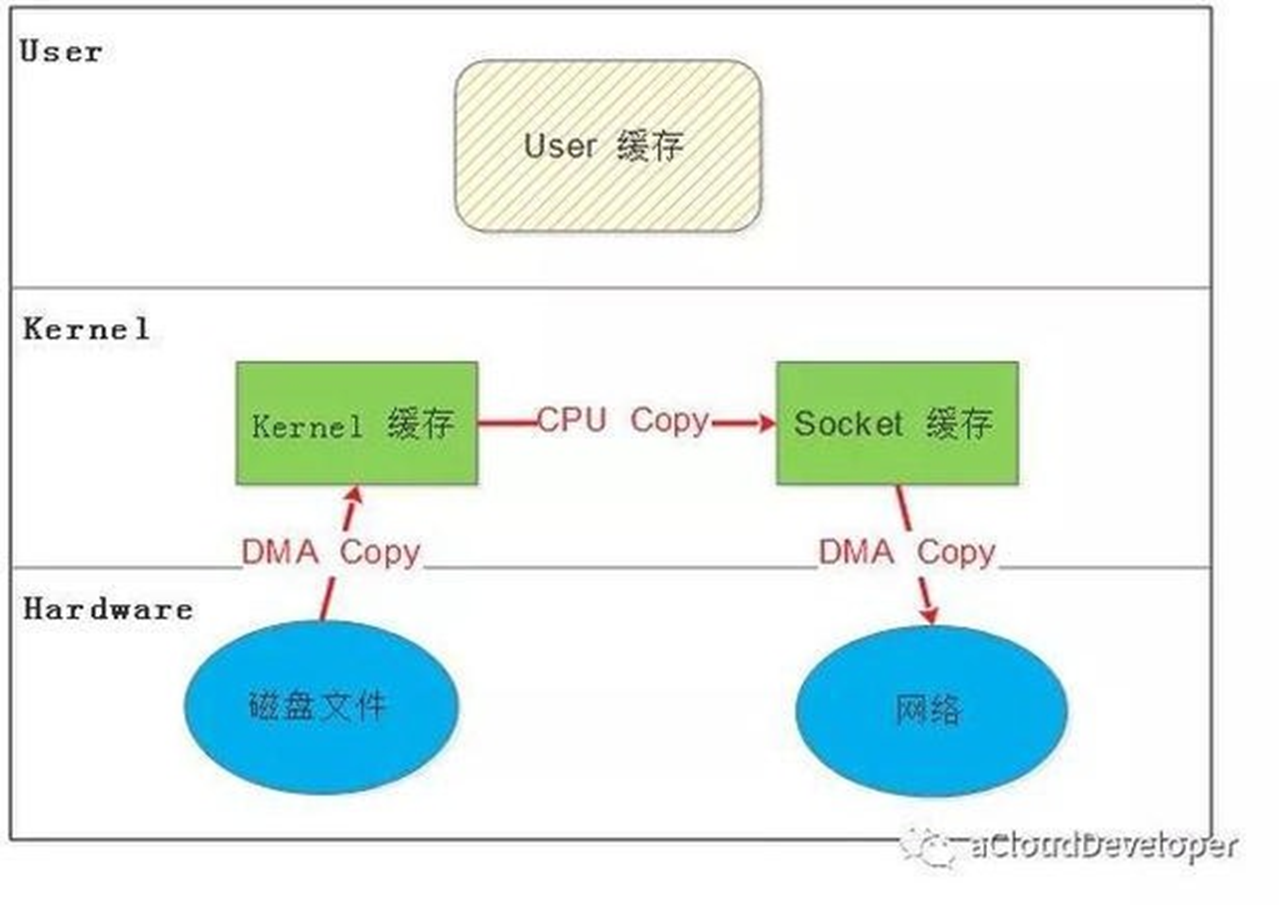 User
User 缓存
Kernel
Kernel 缓存
CPU Copy
Socket 缓存
DMA Copy
DMA Copy
Hardware
磁盘文件
网络
aCloudDeveloper